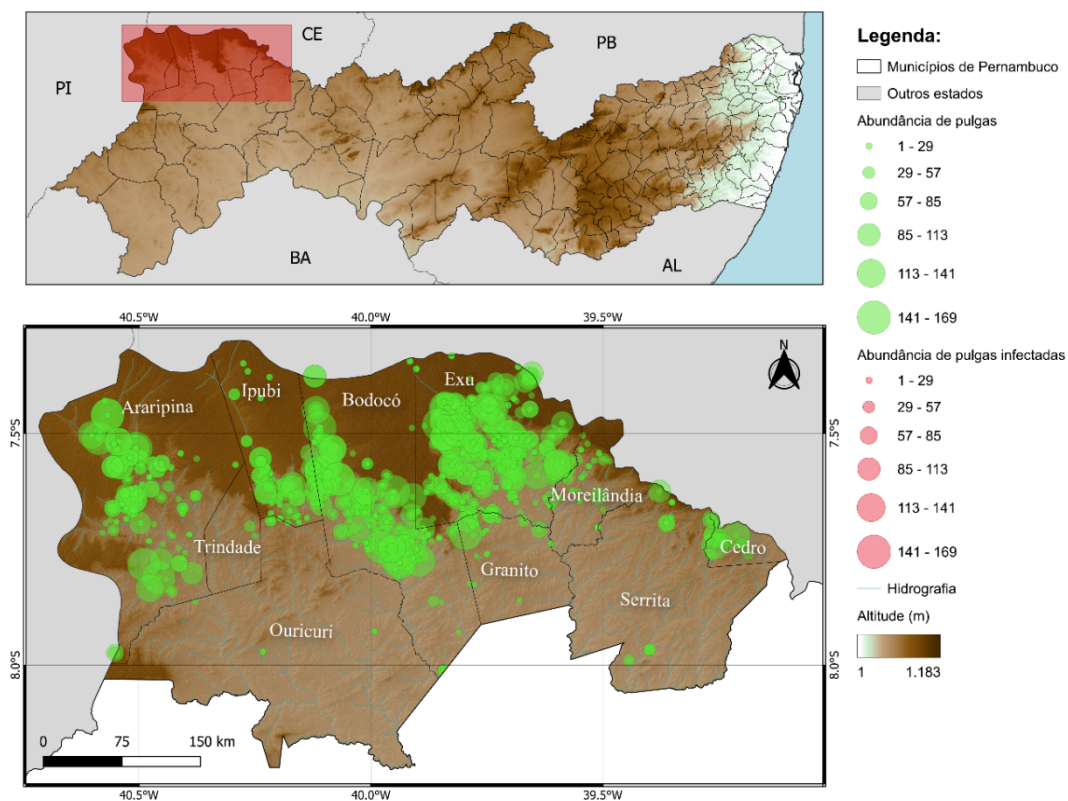 CE
PB
PI
BA
AL
Legenda:
Municípios de Pernambuco
Outros estados
Abundância de pulgas
1 - 29
29 - 57
57 - 85
85 - 113
113 - 141
141 - 169
Abundância de pulgas infectadas
1 - 29
29 - 57
57 - 85
85 - 113
113 - 141
141 - 169
Hidrografia
Altitude (m)
1 1.183
40.5°W 40.0°W 39.5°W
N
Araripina
Ipubi
Bodocó
Exu
7.5°S 7.5°S
Moreilândia
Trindade
Granito
Cedro
Serrita
Ouricuri
8.0°S 8.0°S
0 75 150 km
40.5°W 40.0°W 39.5°W